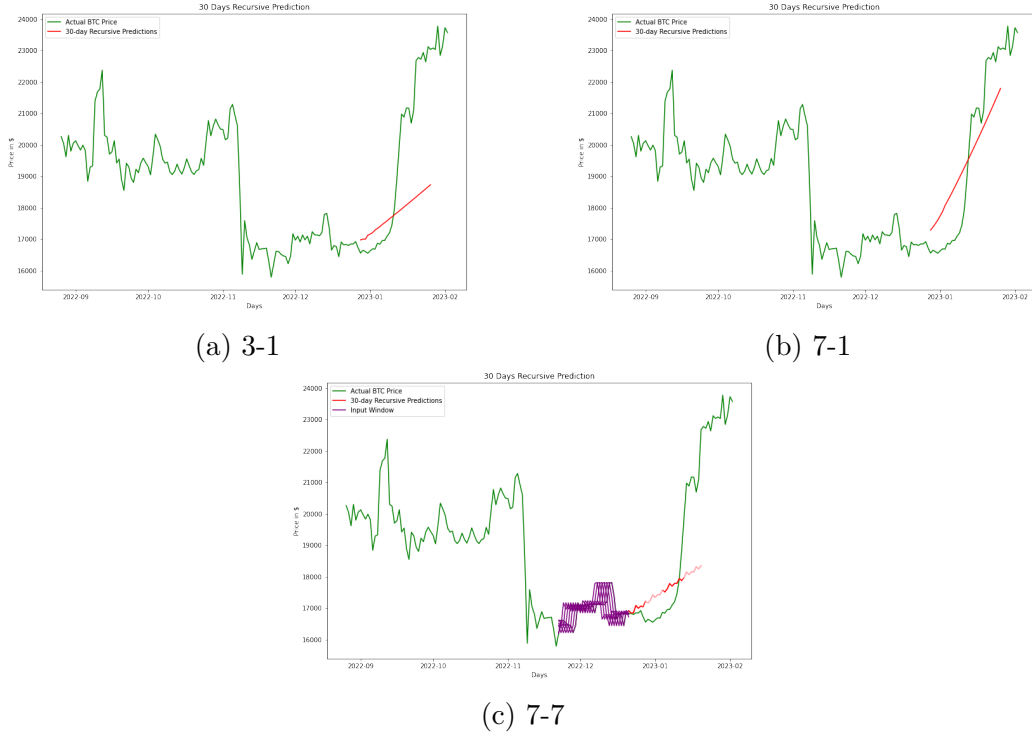 30 Days Recursive Prediction
Actual BTC Price
30-day Recursive Predictions
24000
23000
22000
21000
20000
19000
18000
17000
16000
Price in $
2022-09 2022-10 2022-11 2022-12 2023-01 2023-02
Days
(a) 3-1
30 Days Recursive Prediction
Actual BTC Price
30-day Recursive Predictions
24000
23000
22000
21000
20000
19000
18000
17000
16000
Price in $
2022-09 2022-10 2022-11 2022-12 2023-01 2023-02
Days
(b) 7-1
30 Days Recursive Prediction
Actual BTC Price
30-day Recursive Predictions
Input Window
24000
23000
22000
21000
20000
19000
18000
17000
16000
Price in $
2022-09 2022-10 2022-11 2022-12 2023-01 2023-02
Days
(c) 7-7